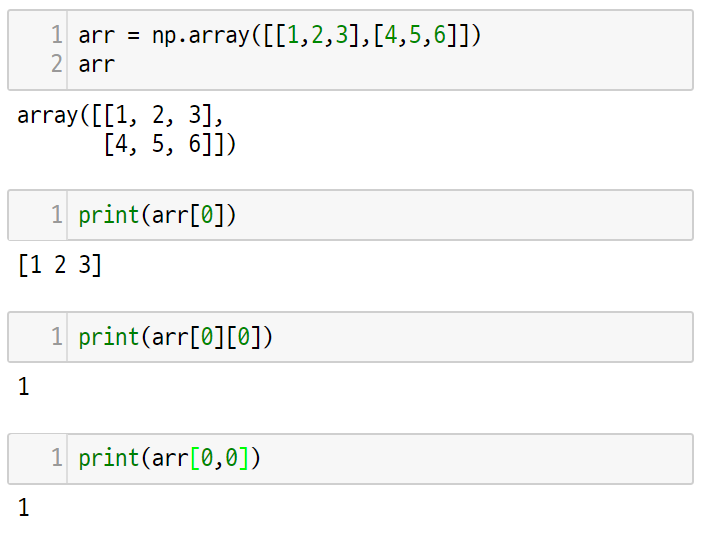 1 arr = np.array([[1,2,3],[4,5,6]])
2 arr
array([[1, 2, 3],
       [4, 5, 6]])
1 print(arr[0])
[1 2 3]
1 print(arr[0][0])
1
1 print(arr[0,0])
1